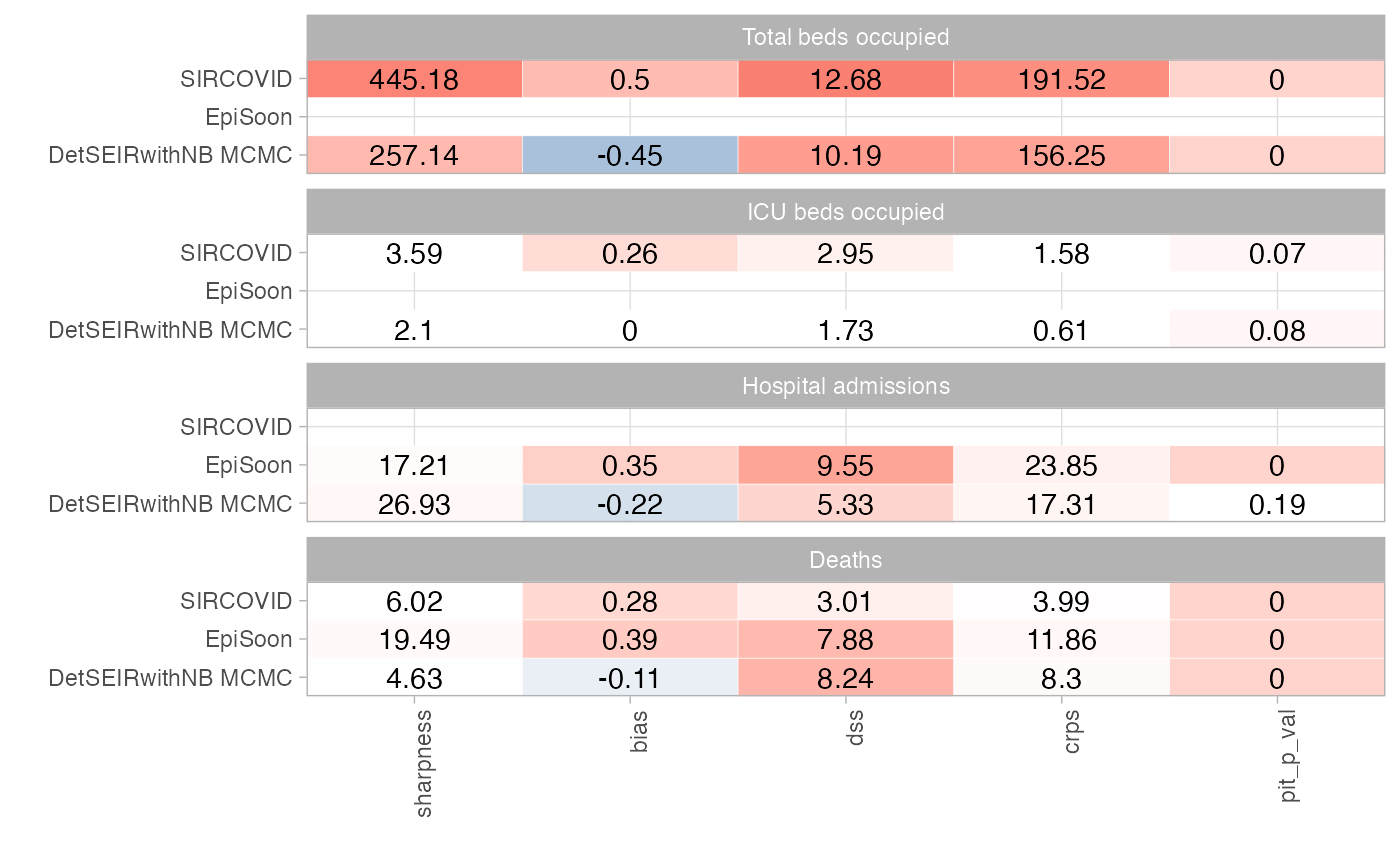 Total beds occupied
SIRCOVID 445.18 0.5 12.68 191.52 0
EpiSoon
DetSEIRwithNB MCMC 257.14 -0.45 10.19 156.25 0
ICU beds occupied
SIRCOVID 3.59 0.26 2.95 1.58 0.07
EpiSoon
DetSEIRwithNB MCMC 2.1 0 1.73 0.61 0.08
Hospital admissions
SIRCOVID
EpiSoon 17.21 0.35 9.55 23.85 0
DetSEIRwithNB MCMC 26.93 -0.22 5.33 17.31 0.19
Deaths
SIRCOVID 6.02 0.28 3.01 3.99 0
EpiSoon 19.49 0.39 7.88 11.86 0
DetSEIRwithNB MCMC 4.63 -0.11 8.24 8.3 0
sharpness bias dss crps pit_p_val